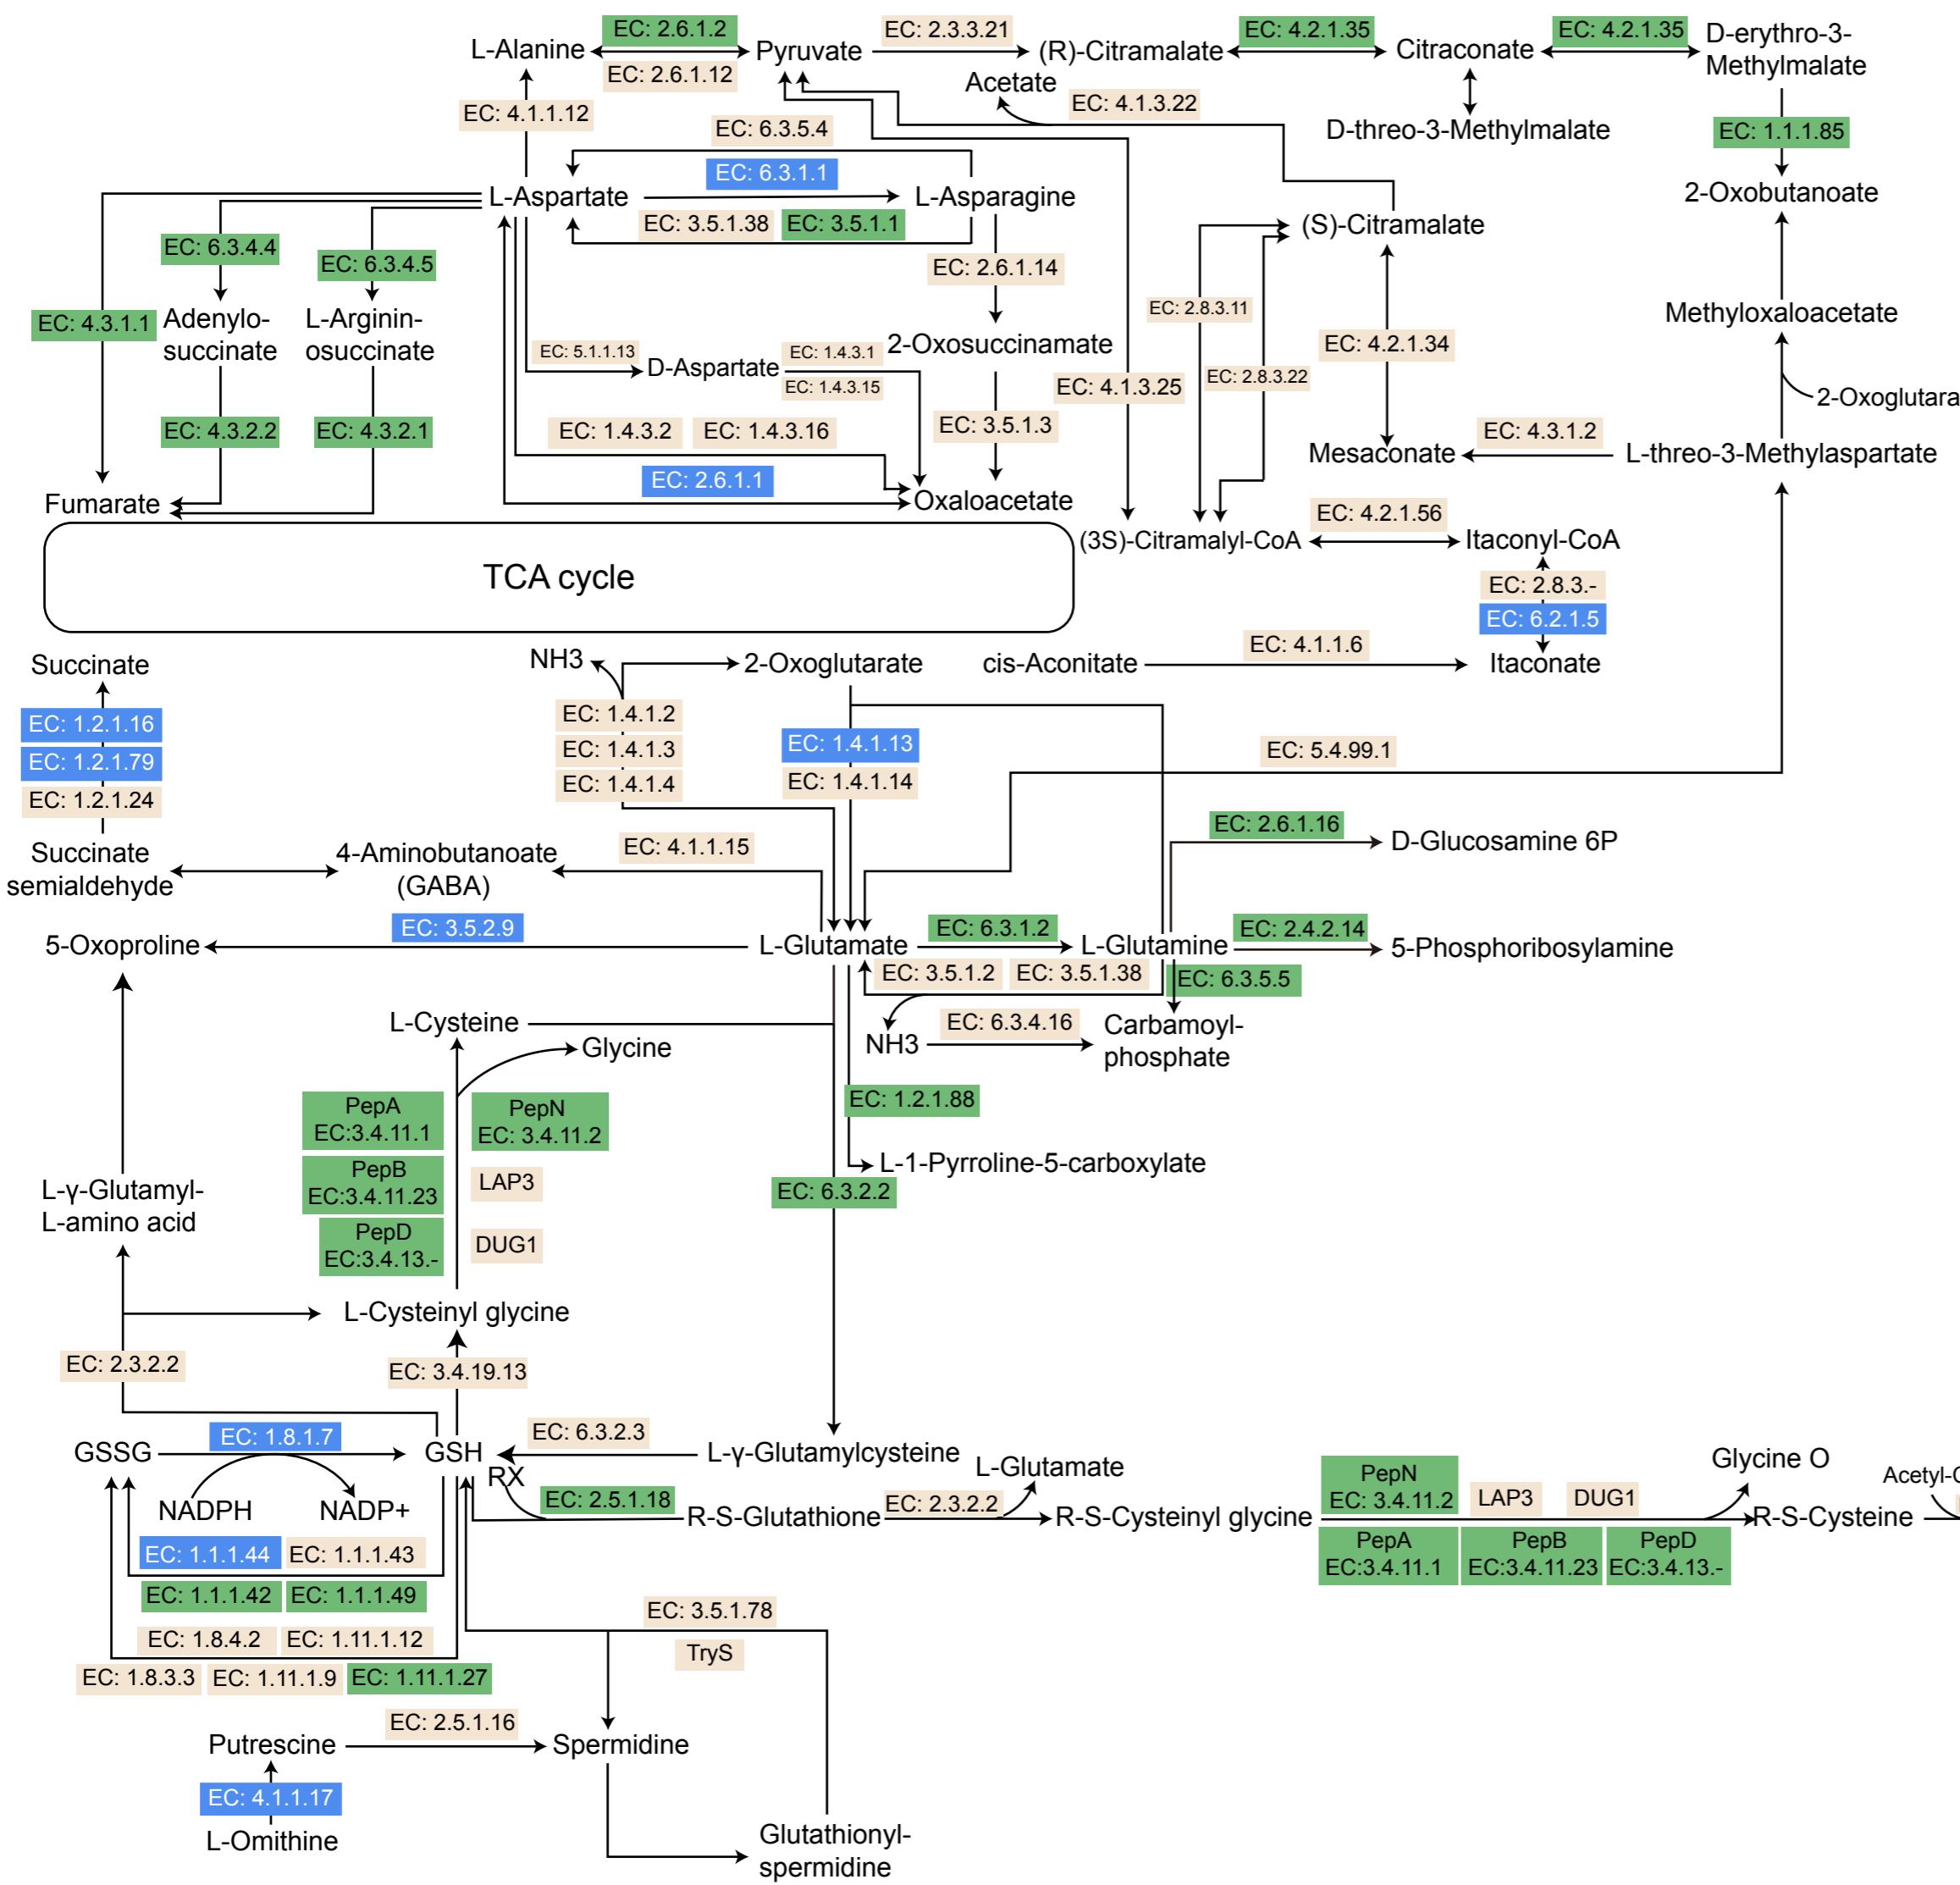 L-Alanine
EC: 2.6.1.2
EC: 2.6.1.12
Pyruvate
EC: 2.3.3.21
(R)-Citramalate
EC: 4.2.1.35
Citraconate
EC: 4.2.1.35
D-erythro-3-
Methylmalate
Acetate
EC: 4.1.3.22
EC: 4.1.1.12
EC: 6.3.5.4
D-threo-3-Methylmalate
EC: 1.1.1.85
EC: 6.3.1.1
L-Aspartate
L-Asparagine
2-Oxobutanoate
EC: 3.5.1.38
EC: 3.5.1.1
(S)-Citramalate
EC: 6.3.4.4
EC: 6.3.4.5
EC: 2.6.1.14
EC: 2.8.3.11
EC: 4.3.1.1
Adenylo-
succinate
L-Arginin-
osuccinate
Methyloxaloacetate
EC: 5.1.1.13
D-Aspartate
EC: 1.4.3.1
EC: 1.4.3.15
2-Oxosuccinamate
EC: 4.2.1.34
EC: 4.1.3.25
EC: 2.8.3.22
2-Oxoglutara
EC: 4.3.2.2
EC: 4.3.2.1
EC: 1.4.3.2
EC: 1.4.3.16
EC: 3.5.1.3
EC: 4.3.1.2
Mesaconate
L-threo-3-Methylaspartate
EC: 2.6.1.1
Fumarate
Oxaloacetate
EC: 4.2.1.56
(3S)-Citramalyl-CoA
Itaconyl-CoA
TCA cycle
EC: 2.8.3.-
EC: 6.2.1.5
EC: 4.1.1.6
Succinate
NH3
2-Oxoglutarate
cis-Aconitate
Itaconate
EC: 1.2.1.16
EC: 1.2.1.79
EC: 1.2.1.24
EC: 1.4.1.2
EC: 1.4.1.3
EC: 1.4.1.4
EC: 1.4.1.13
EC: 1.4.1.14
EC: 5.4.99.1
EC: 2.6.1.16
D-Glucosamine 6P
Succinate
semialdehyde
4-Aminobutanoate
(GABA)
EC: 4.1.1.15
EC: 3.5.2.9
5-Oxoproline
L-Glutamate
EC: 6.3.1.2
L-Glutamine
EC: 2.4.2.14
5-Phosphoribosylamine
EC: 3.5.1.2
EC: 3.5.1.38
EC: 6.3.5.5
L-Cysteine
Glycine
NH3
EC: 6.3.4.16
Carbamoyl-
phosphate
PepA
EC:3.4.11.1
PepN
EC: 3.4.11.2
EC: 1.2.1.88
PepB
EC:3.4.11.23
LAP3
L-1-Pyrroline-5-carboxylate
EC: 6.3.2.2
L-γ-Glutamyl-
L-amino acid
PepD
EC:3.4.13.-
DUG1
L-Cysteinyl glycine
EC: 2.3.2.2
EC: 3.4.19.13
GSSG
EC: 1.8.1.7
GSH
EC: 6.3.2.3
L-γ-Glutamylcysteine
NADPH
NADP+
RX
EC: 2.5.1.18
R-S-Glutathione
EC: 2.3.2.2
L-Glutamate
R-S-Cysteinyl glycine
PepN
EC: 3.4.11.2
LAP3
DUG1
Glycine O
Acetyl-C
R-S-Cysteine
PepA
EC:3.4.11.1
PepB
EC:3.4.11.23
PepD
EC:3.4.13.-
EC: 1.1.1.44
EC: 1.1.1.43
EC: 1.1.1.42
EC: 1.1.1.49
EC: 1.8.4.2
EC: 1.11.1.12
EC: 1.8.3.3
EC: 1.11.1.9
EC: 1.11.1.27
EC: 3.5.1.78
TryS
Putrescine
EC: 2.5.1.16
Spermidine
EC: 4.1.1.17
L-Omithine
Glutathionyl-
spermidine